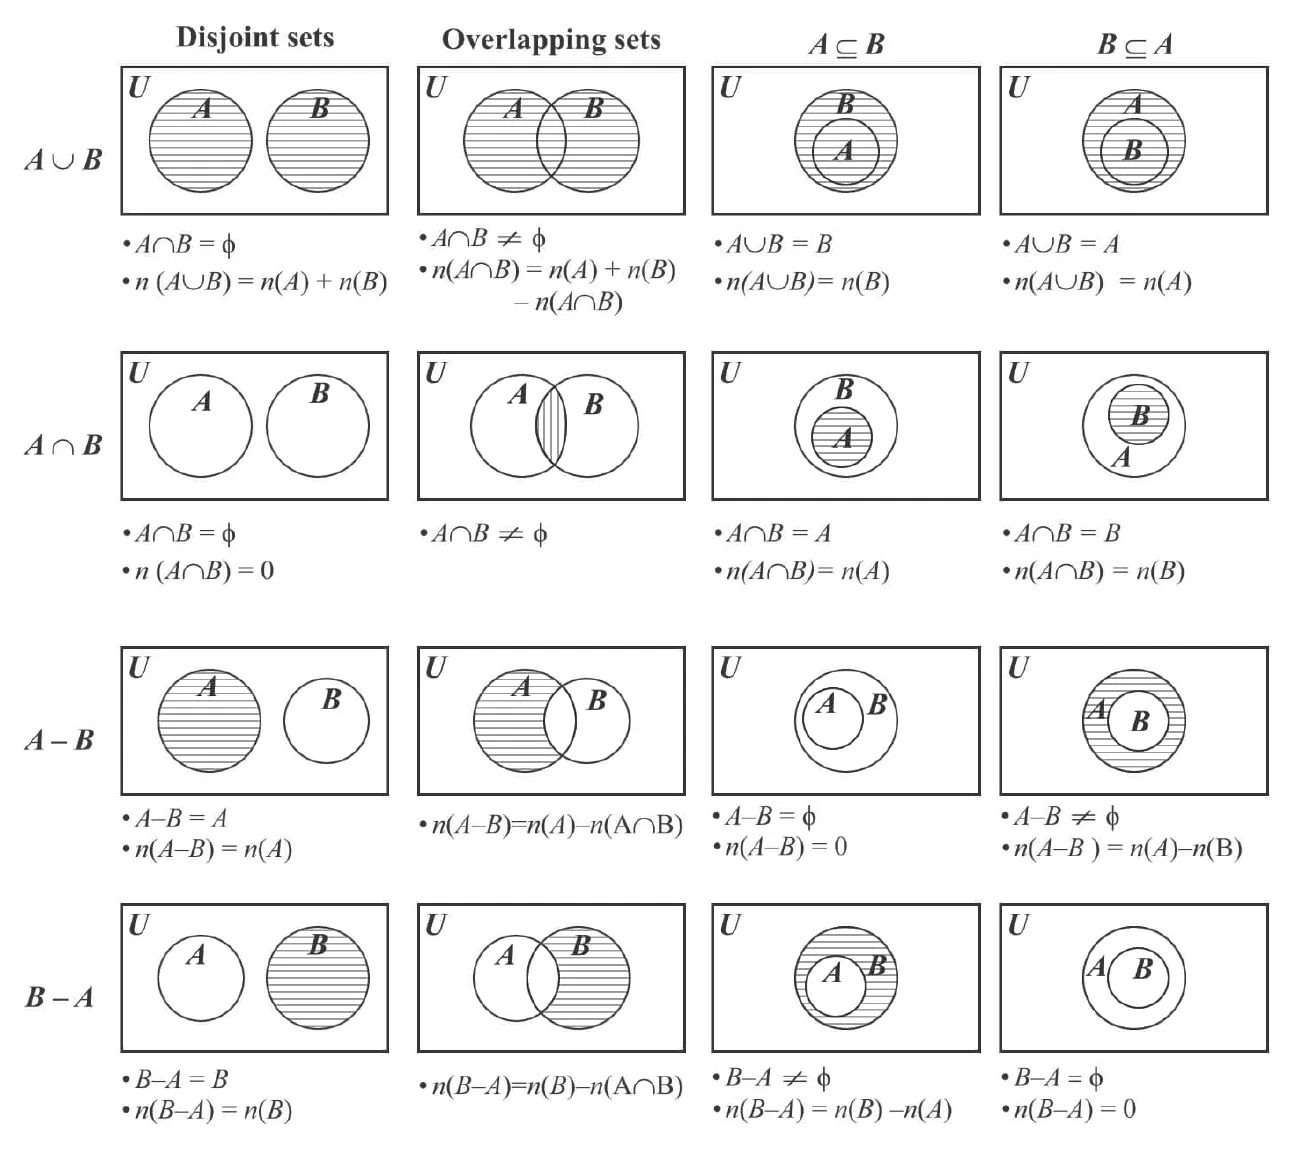 Disjoint sets Overlapping sets A ⊆ B B ⊆ A
A ∪ B
U A B
U A B
U B A
U A B
•A∩B = ϕ
•n (A∪B) = n(A) + n(B)
•A∩B ≠ ϕ
•n(A∩B) = n(A) + n(B)
– n(A∩B)
•A∪B = B
•n(A∪B)= n(B)
•A∪B = A
•n(A∪B) = n(A)
A ∩ B
U A B
U A B
U B A
U B A
•A∩B = ϕ
•n (A∩B) = 0
•A∩B ≠ ϕ
•A∩B = A
•n(A∩B)= n(A)
•A∩B = B
•n(A∩B) = n(B)
A – B
U A B
U A B
U A B
U A B
•A–B = A
•n(A–B) = n(A)
•n(A–B)=n(A)–n(A∩B)
•A–B = ϕ
•n(A–B) = 0
•A–B ≠ ϕ
•n(A–B ) = n(A)–n(B)
B – A
U A B
U A B
U A B
U A B
•B–A = B
•n(B–A) = n(B)
•n(B–A)=n(B)–n(A∩B)
•B–A ≠ ϕ
•n(B–A) = n(B) –n(A)
•B–A = ϕ
•n(B–A) = 0